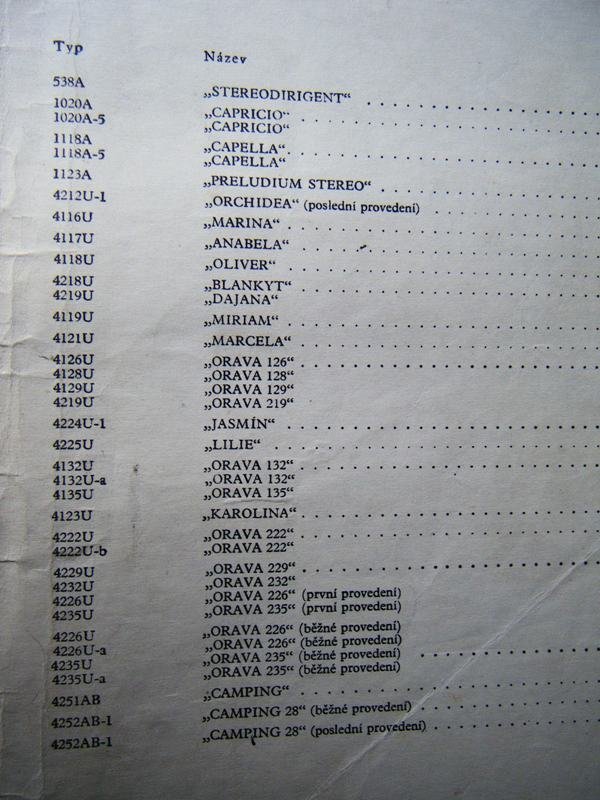 Typ Název
538A „STEREODIRIGENT“
1020A „CAPRICIO“
1020A-5 „CAPRICIO“
1118A „CAPELLA“
1118A-5 „CAPELLA“
1123A „PRELUDIUM STEREO“
4212U-1 „ORCHIDEA“ (poslední provedení)
4116U „MARINA“
4117U „ANABELA“
4118U „OLIVER“
4218U „BLANKYT“
4219U „DAJANA“
4119U „MIRIAM“
4121U „MARCELA“
4126U „ORAVA 126“
4128U „ORAVA 128“
4129U „ORAVA 129“
4219U „ORAVA 219“
4224U-1 „JASMÍN“
4225U „LILIE“
4132U „ORAVA 132“
4132U-a „ORAVA 132“
4135U „ORAVA 135“
4123U „KAROLINA“
4222U „ORAVA 222“
4222U-b „ORAVA 222“
4229U „ORAVA 229“
4232U „ORAVA 232“
4226U „ORAVA 226“ (první provedení)
4235U „ORAVA 235“ (první provedení)
4226U „ORAVA 226“ (běžné provedení)
4226U-a „ORAVA 226“ (běžné provedení)
4235U „ORAVA 235“ (běžné provedení)
4235U-a „ORAVA 235“ (běžné provedení)
4251AB „CAMPING“
4252AB-1 „CAMPING 28“ (běžné provedení)
4252AB-1 „CAMPING 28“ (poslední provedení)